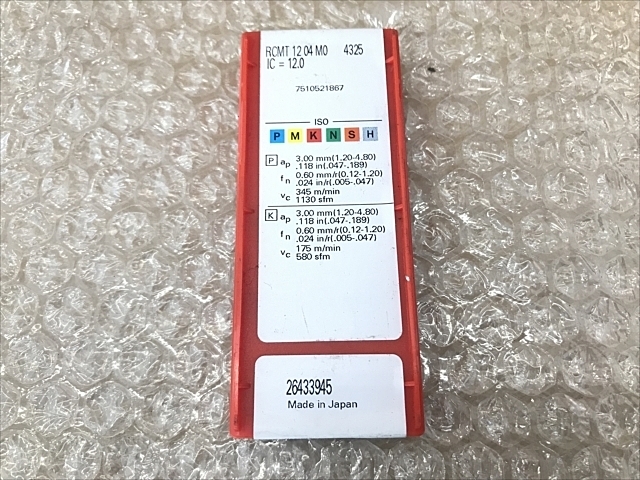 RCMT 12 04 M0 4325
IC = 12.0
7510521867
ISO
P M K N S H
P ap 3.00 mm(1.20-4.80)
.118 in(.047-.189)
fn 0.60 mm/r(0.12-1.20)
.024 in/r(.005-.047)
vc 345 m/min
1130 sfm
K ap 3.00 mm(1.20-4.80)
.118 in(.047-.189)
fn 0.60 mm/r(0.12-1.20)
.024 in/r(.005-.047)
vc 175 m/min
580 sfm
26433945
Made in Japan